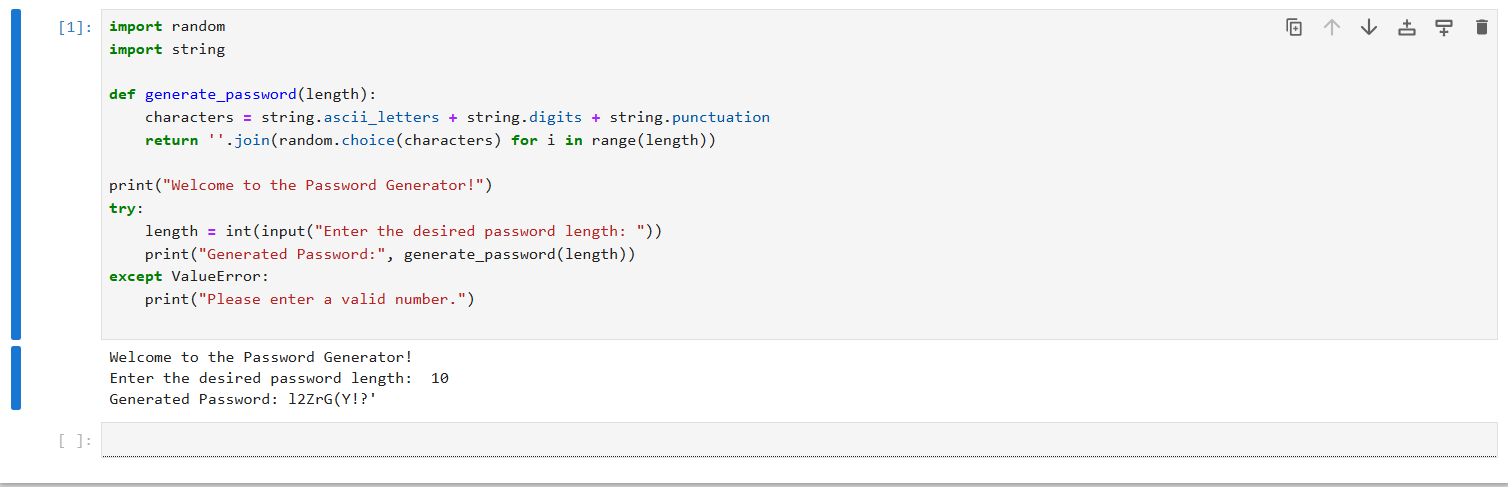 [1]:
import random
import string
def generate_password(length):
    characters = string.ascii_letters + string.digits + string.punctuation
    return ''.join(random.choice(characters) for i in range(length))
print("Welcome to the Password Generator!")
try:
    length = int(input("Enter the desired password length: "))
    print("Generated Password:", generate_password(length))
except ValueError:
    print("Please enter a valid number.")
Welcome to the Password Generator!
Enter the desired password length:  10
Generated Password: l2ZrG(Y!?'
[ ]: